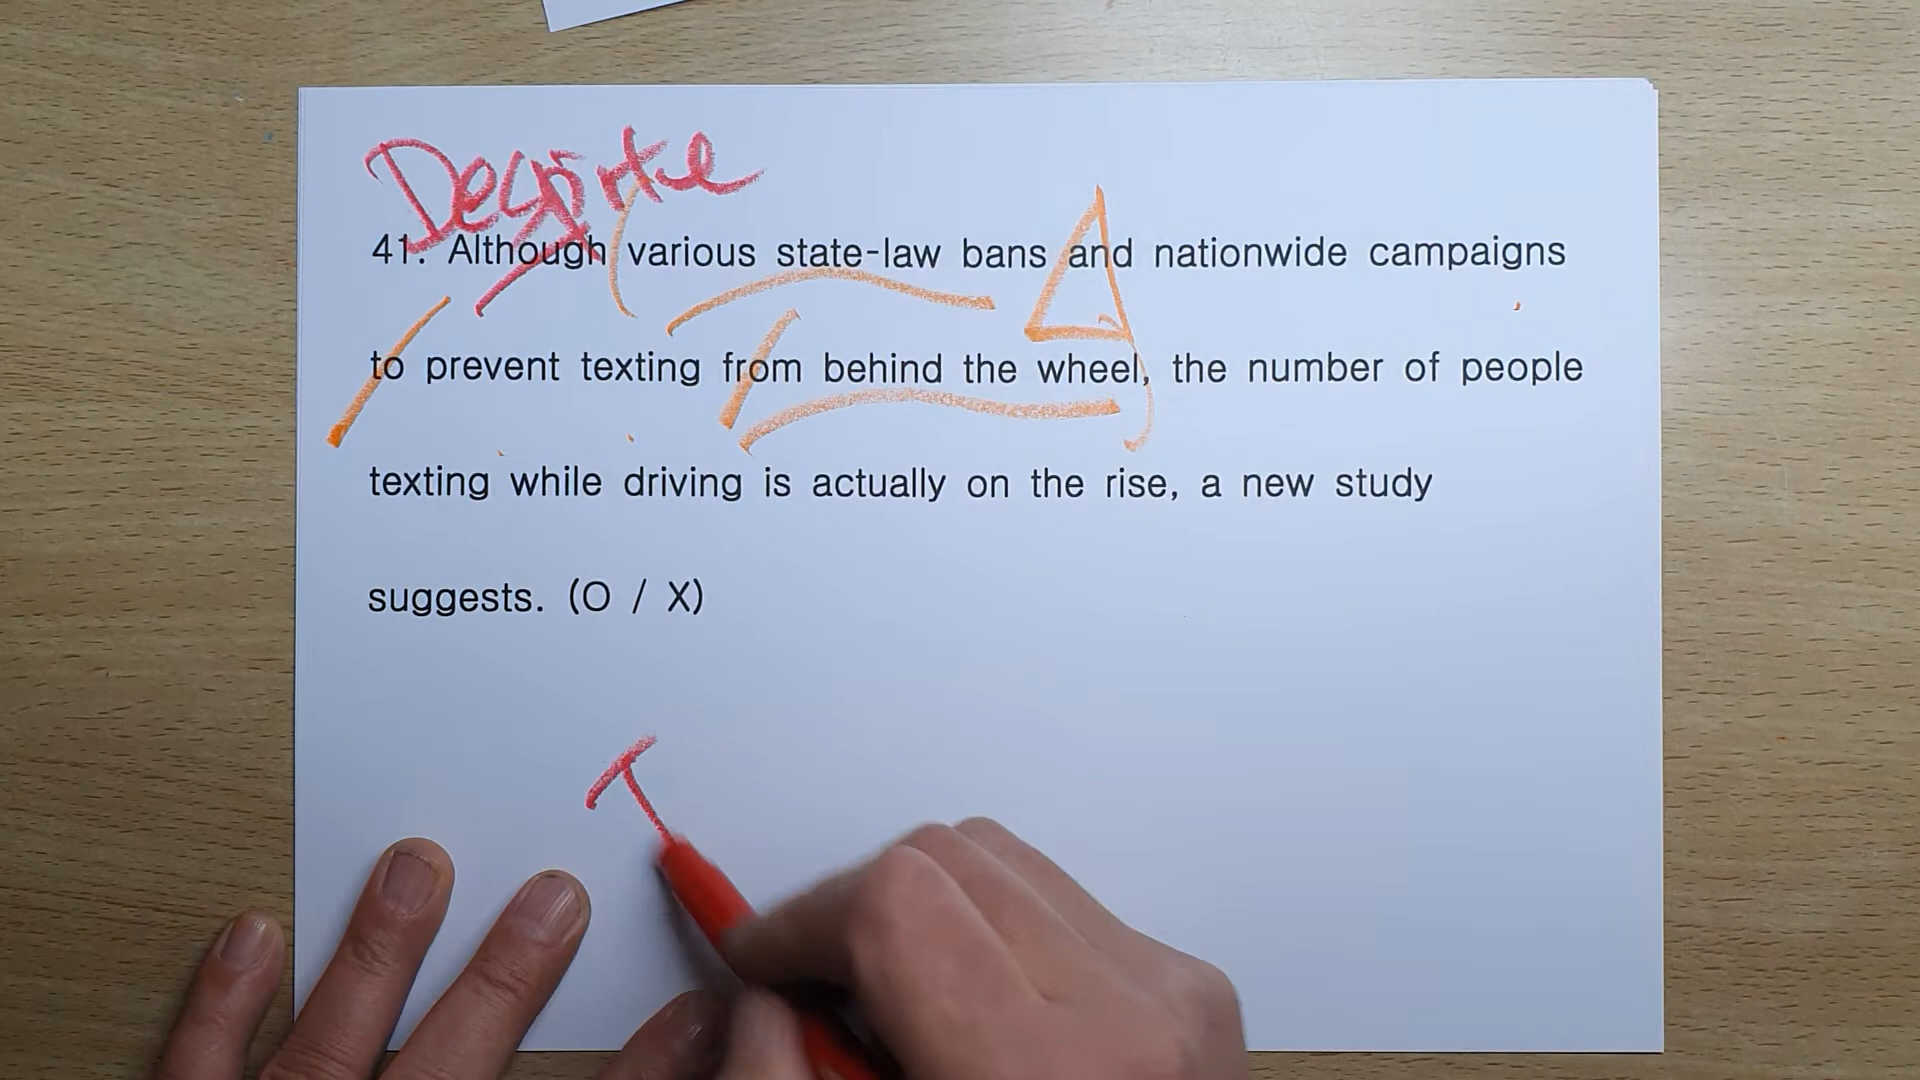 Despite
41. Although various state-law bans and nationwide campaigns
to prevent texting from behind the wheel, the number of people
texting while driving is actually on the rise, a new study
suggests. (O / X)
T